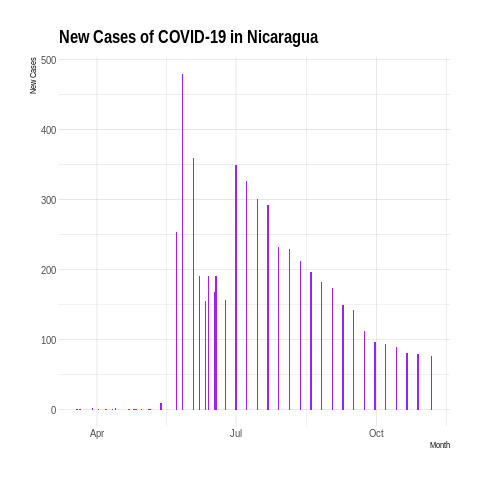 New Cases of COVID-19 in Nicaragua
New Cases
500
400
300
200
100
0
Apr
Jul
Oct
Month